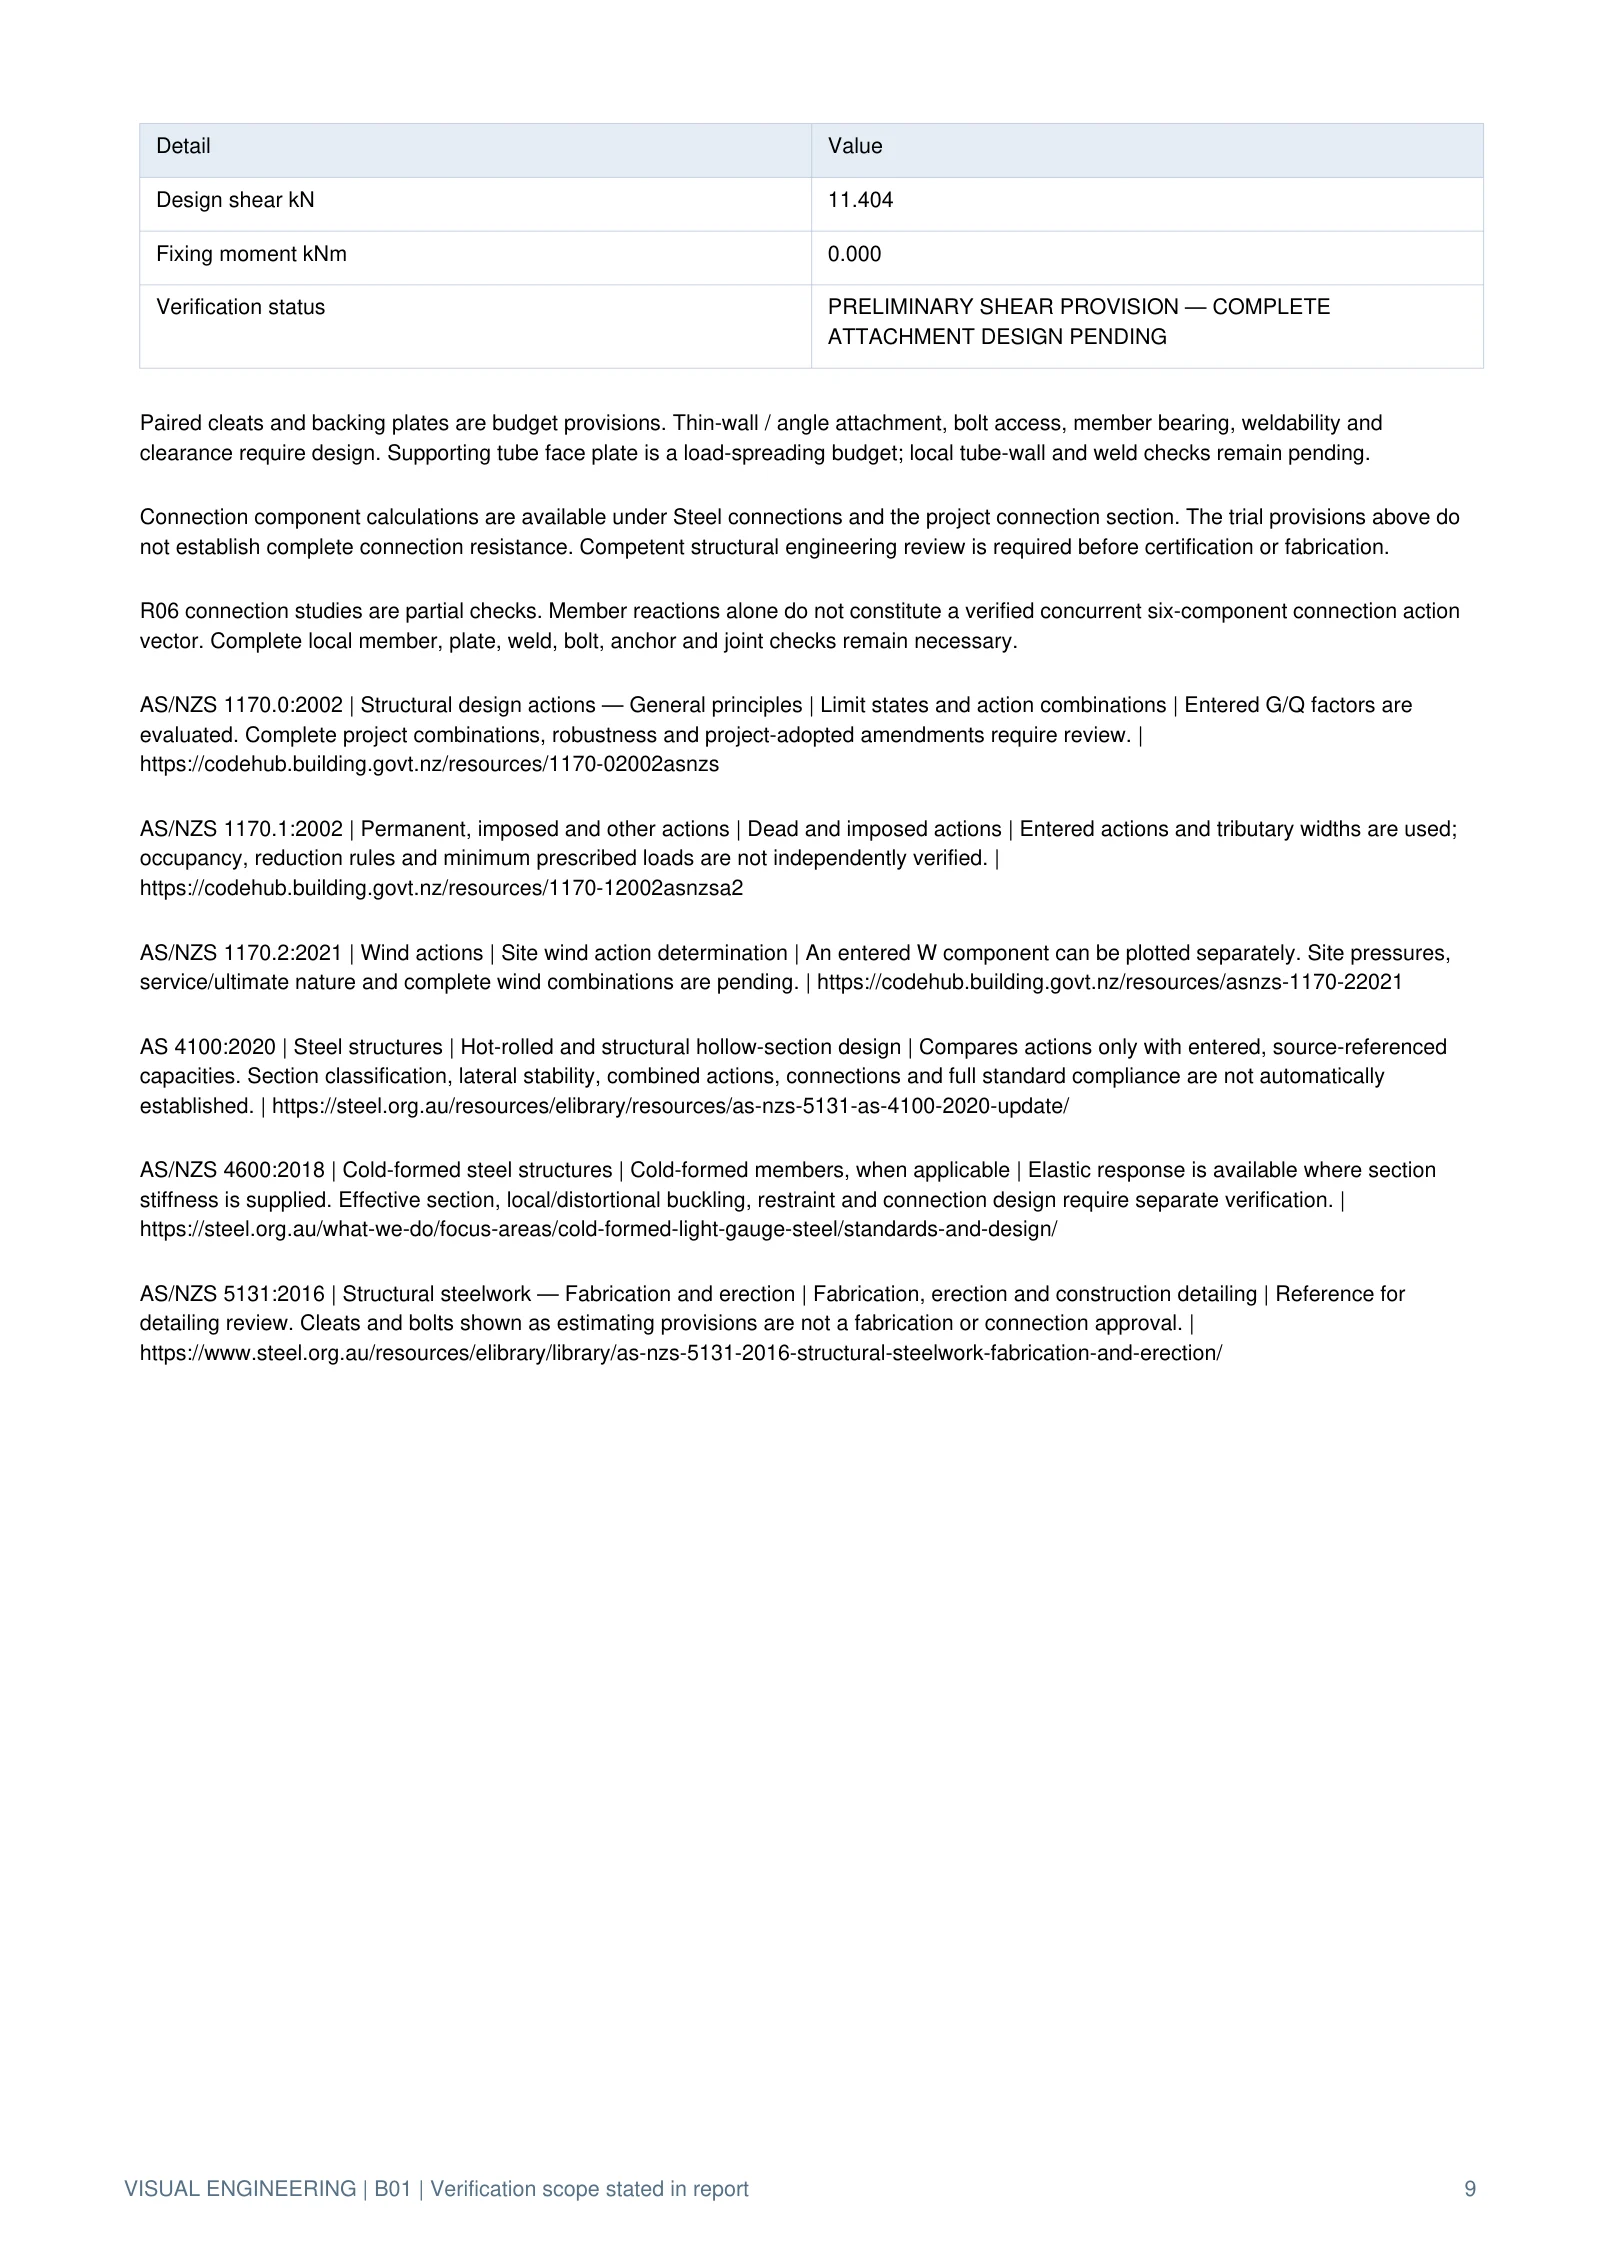 Detail Value
Design shear kN 11.404
Fixing moment kNm 0.000
Verification status PRELIMINARY SHEAR PROVISION — COMPLETE
ATTACHMENT DESIGN PENDING
Paired cleats and backing plates are budget provisions. Thin-wall / angle attachment, bolt access, member bearing, weldability and
clearance require design. Supporting tube face plate is a load-spreading budget; local tube-wall and weld checks remain pending.
Connection component calculations are available under Steel connections and the project connection section. The trial provisions above do
not establish complete connection resistance. Competent structural engineering review is required before certification or fabrication.
R06 connection studies are partial checks. Member reactions alone do not constitute a verified concurrent six-component connection action
vector. Complete local member, plate, weld, bolt, anchor and joint checks remain necessary.
AS/NZS 1170.0:2002 | Structural design actions — General principles | Limit states and action combinations | Entered G/Q factors are
evaluated. Complete project combinations, robustness and project-adopted amendments require review. |
https://codehub.building.govt.nz/resources/1170-02002asnzs
AS/NZS 1170.1:2002 | Permanent, imposed and other actions | Dead and imposed actions | Entered actions and tributary widths are used;
occupancy, reduction rules and minimum prescribed loads are not independently verified. |
https://codehub.building.govt.nz/resources/1170-12002asnzsa2
AS/NZS 1170.2:2021 | Wind actions | Site wind action determination | An entered W component can be plotted separately. Site pressures,
service/ultimate nature and complete wind combinations are pending. | https://codehub.building.govt.nz/resources/asnzs-1170-22021
AS 4100:2020 | Steel structures | Hot-rolled and structural hollow-section design | Compares actions only with entered, source-referenced
capacities. Section classification, lateral stability, combined actions, connections and full standard compliance are not automatically
established. | https://steel.org.au/resources/elibrary/resources/as-nzs-5131-as-4100-2020-update/
AS/NZS 4600:2018 | Cold-formed steel structures | Cold-formed members, when applicable | Elastic response is available where section
stiffness is supplied. Effective section, local/distortional buckling, restraint and connection design require separate verification. |
https://steel.org.au/what-we-do/focus-areas/cold-formed-light-gauge-steel/standards-and-design/
AS/NZS 5131:2016 | Structural steelwork — Fabrication and erection | Fabrication, erection and construction detailing | Reference for
detailing review. Cleats and bolts shown as estimating provisions are not a fabrication or connection approval. |
https://www.steel.org.au/resources/elibrary/library/as-nzs-5131-2016-structural-steelwork-fabrication-and-erection/
VISUAL ENGINEERING | B01 | Verification scope stated in report 9